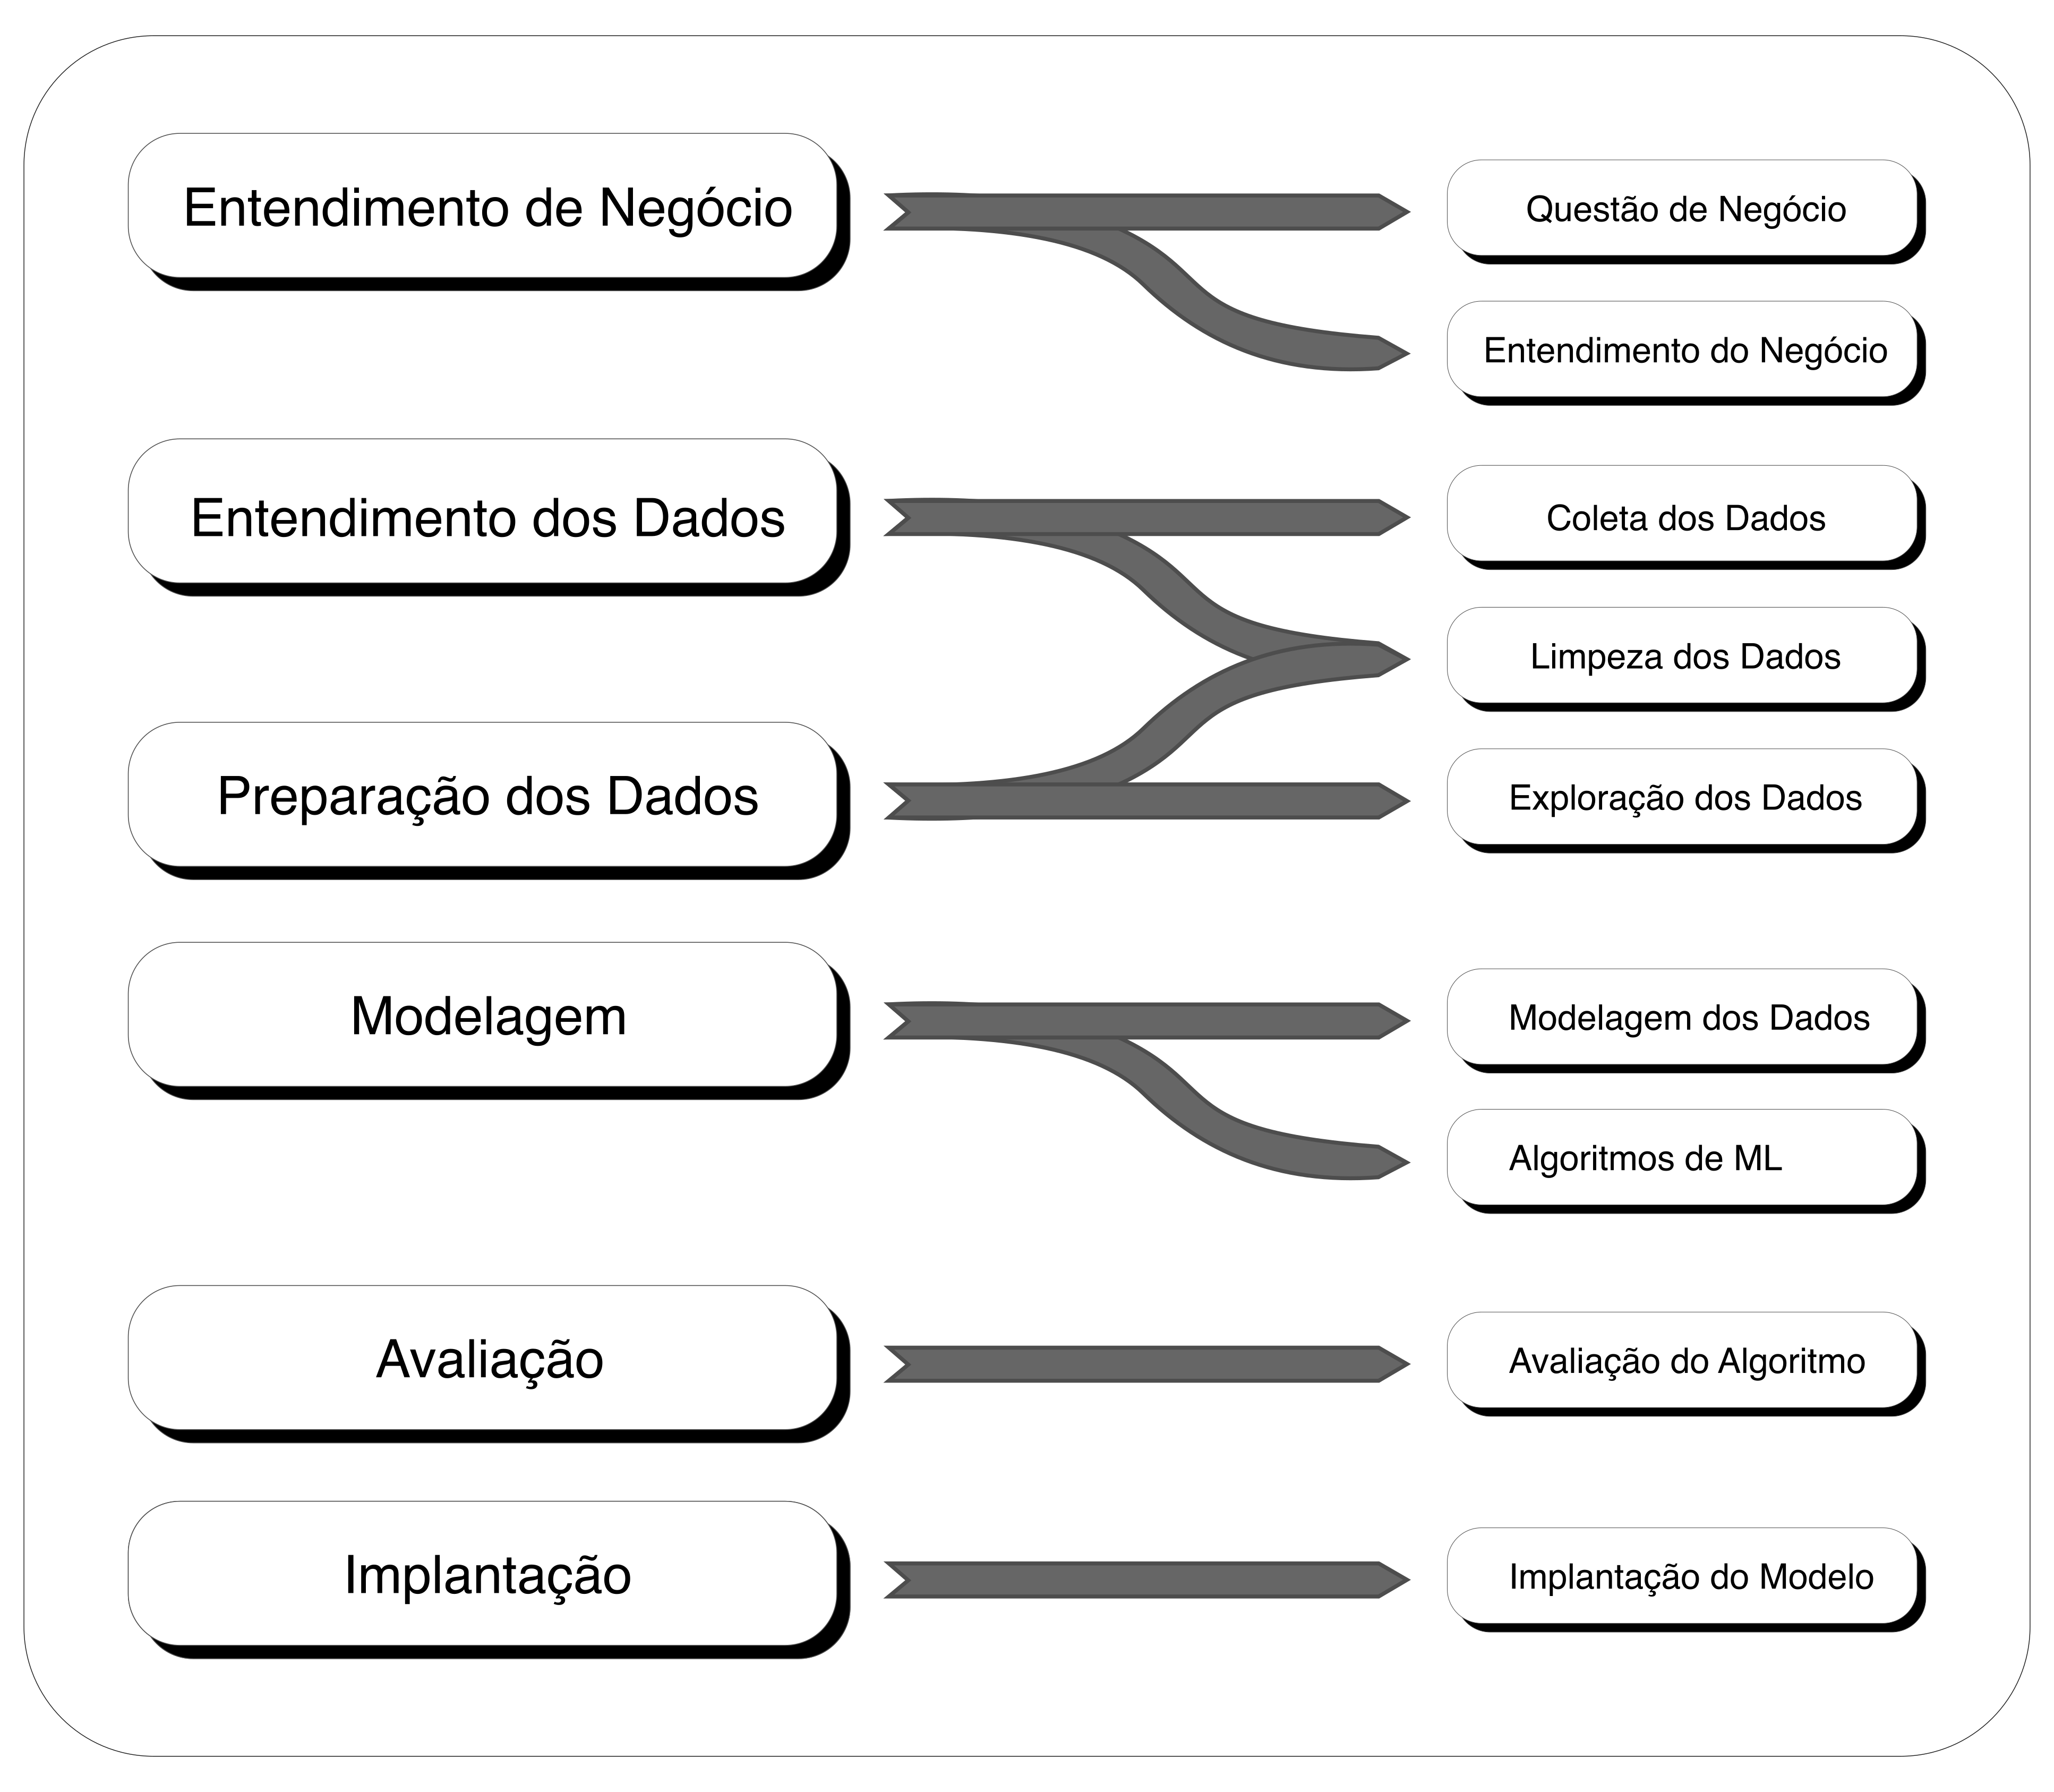 Entendimento de Negócio
Questão de Negócio
Entendimento do Negócio
Entendimento dos Dados
Coleta dos Dados
Limpeza dos Dados
Preparação dos Dados
Exploração dos Dados
Modelagem
Modelagem dos Dados
Algoritmos de ML
Avaliação
Avaliação do Algoritmo
Implantação
Implantação do Modelo